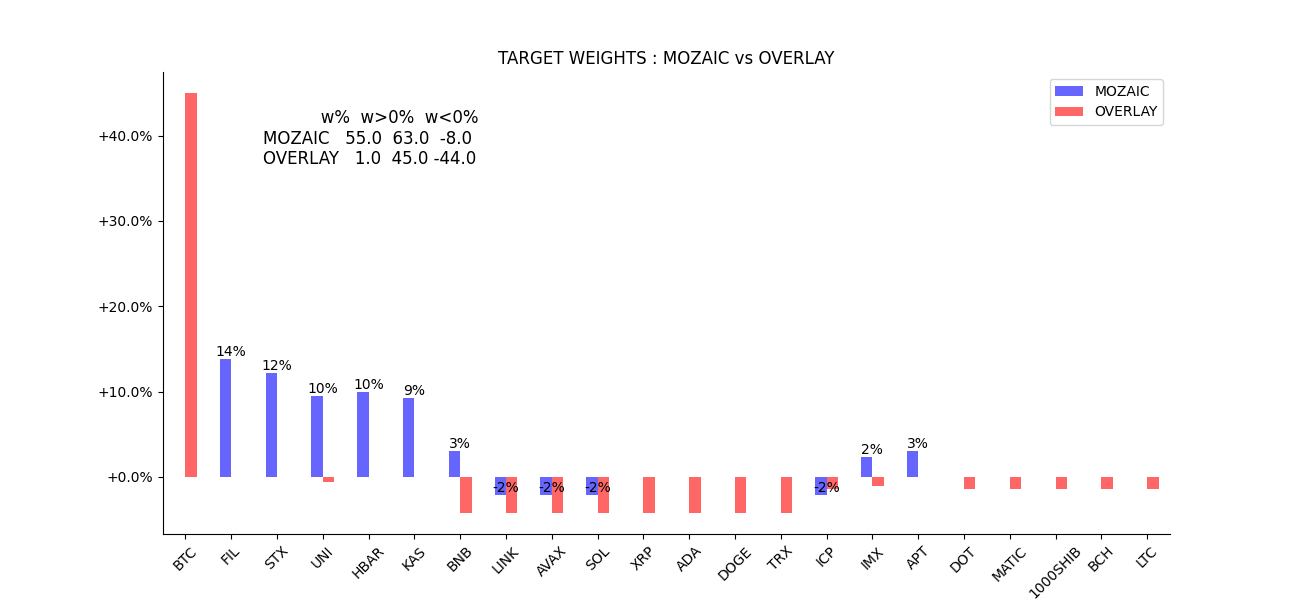 TARGET WEIGHTS : MOZAIC vs OVERLAY
MOZAIC
OVERLAY
w% w>0% w<0%
MOZAIC 55.0 63.0 -8.0
OVERLAY 1.0 45.0 -44.0
+40.0%
+30.0%
+20.0%
+10.0%
+0.0%
14%
12%
10%
10%
9%
3%
-2%
-2%
-2%
-2%
2%
3%
BTC
FIL
STX
UNI
HBAR
KAS
BNB
LINK
AVAX
SOL
XRP
ADA
DOGE
TRX
ICP
IMX
APT
DOT
MATIC
1000SHIB
BCH
LTC